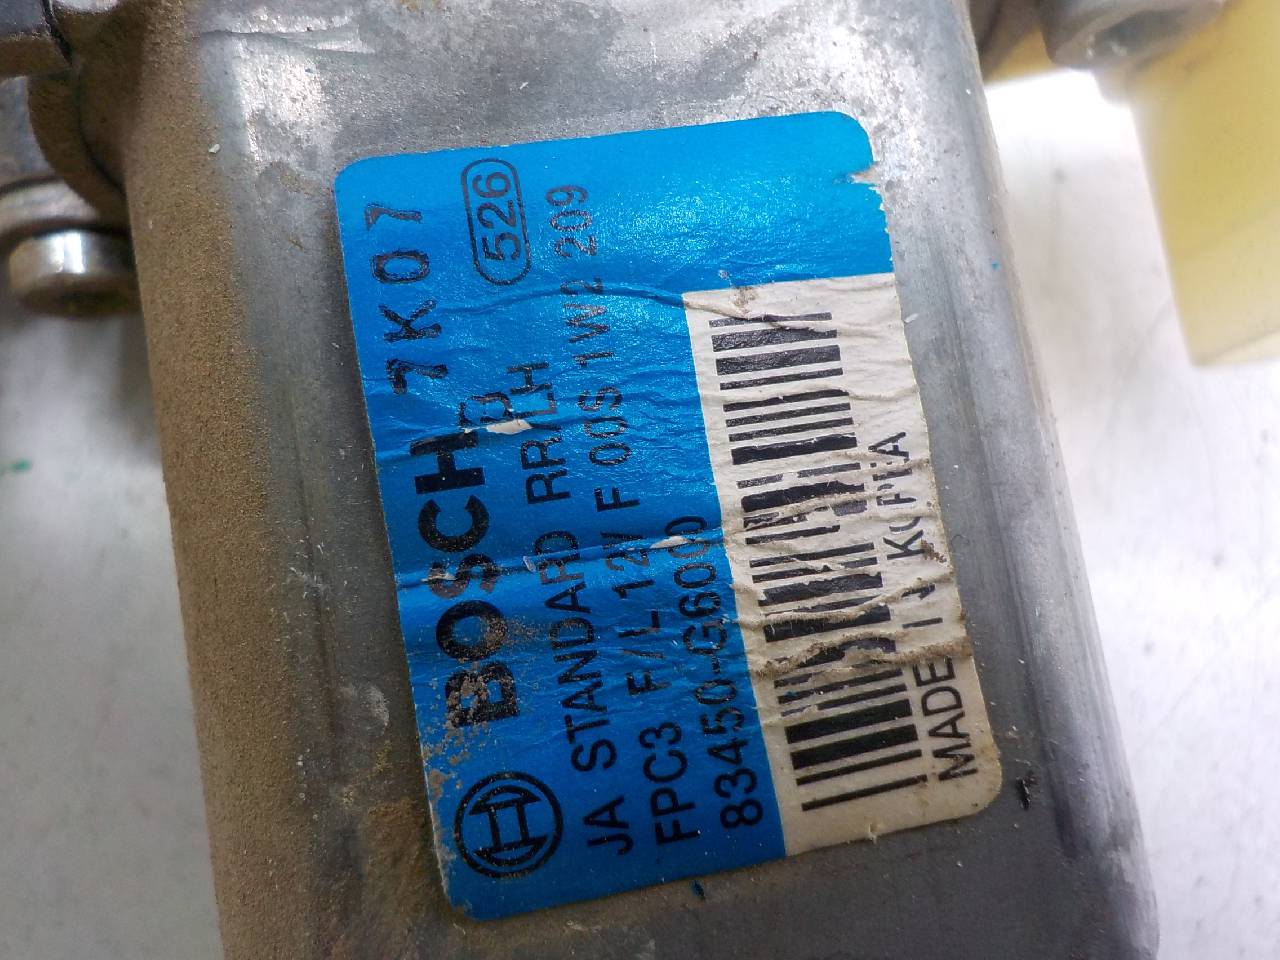 BOSCH 7K07
526
JA STANDARD RR/LH
FPC3 F/L 12V F 00S 1W2 209
83450-G6000
MADE IN KOREA